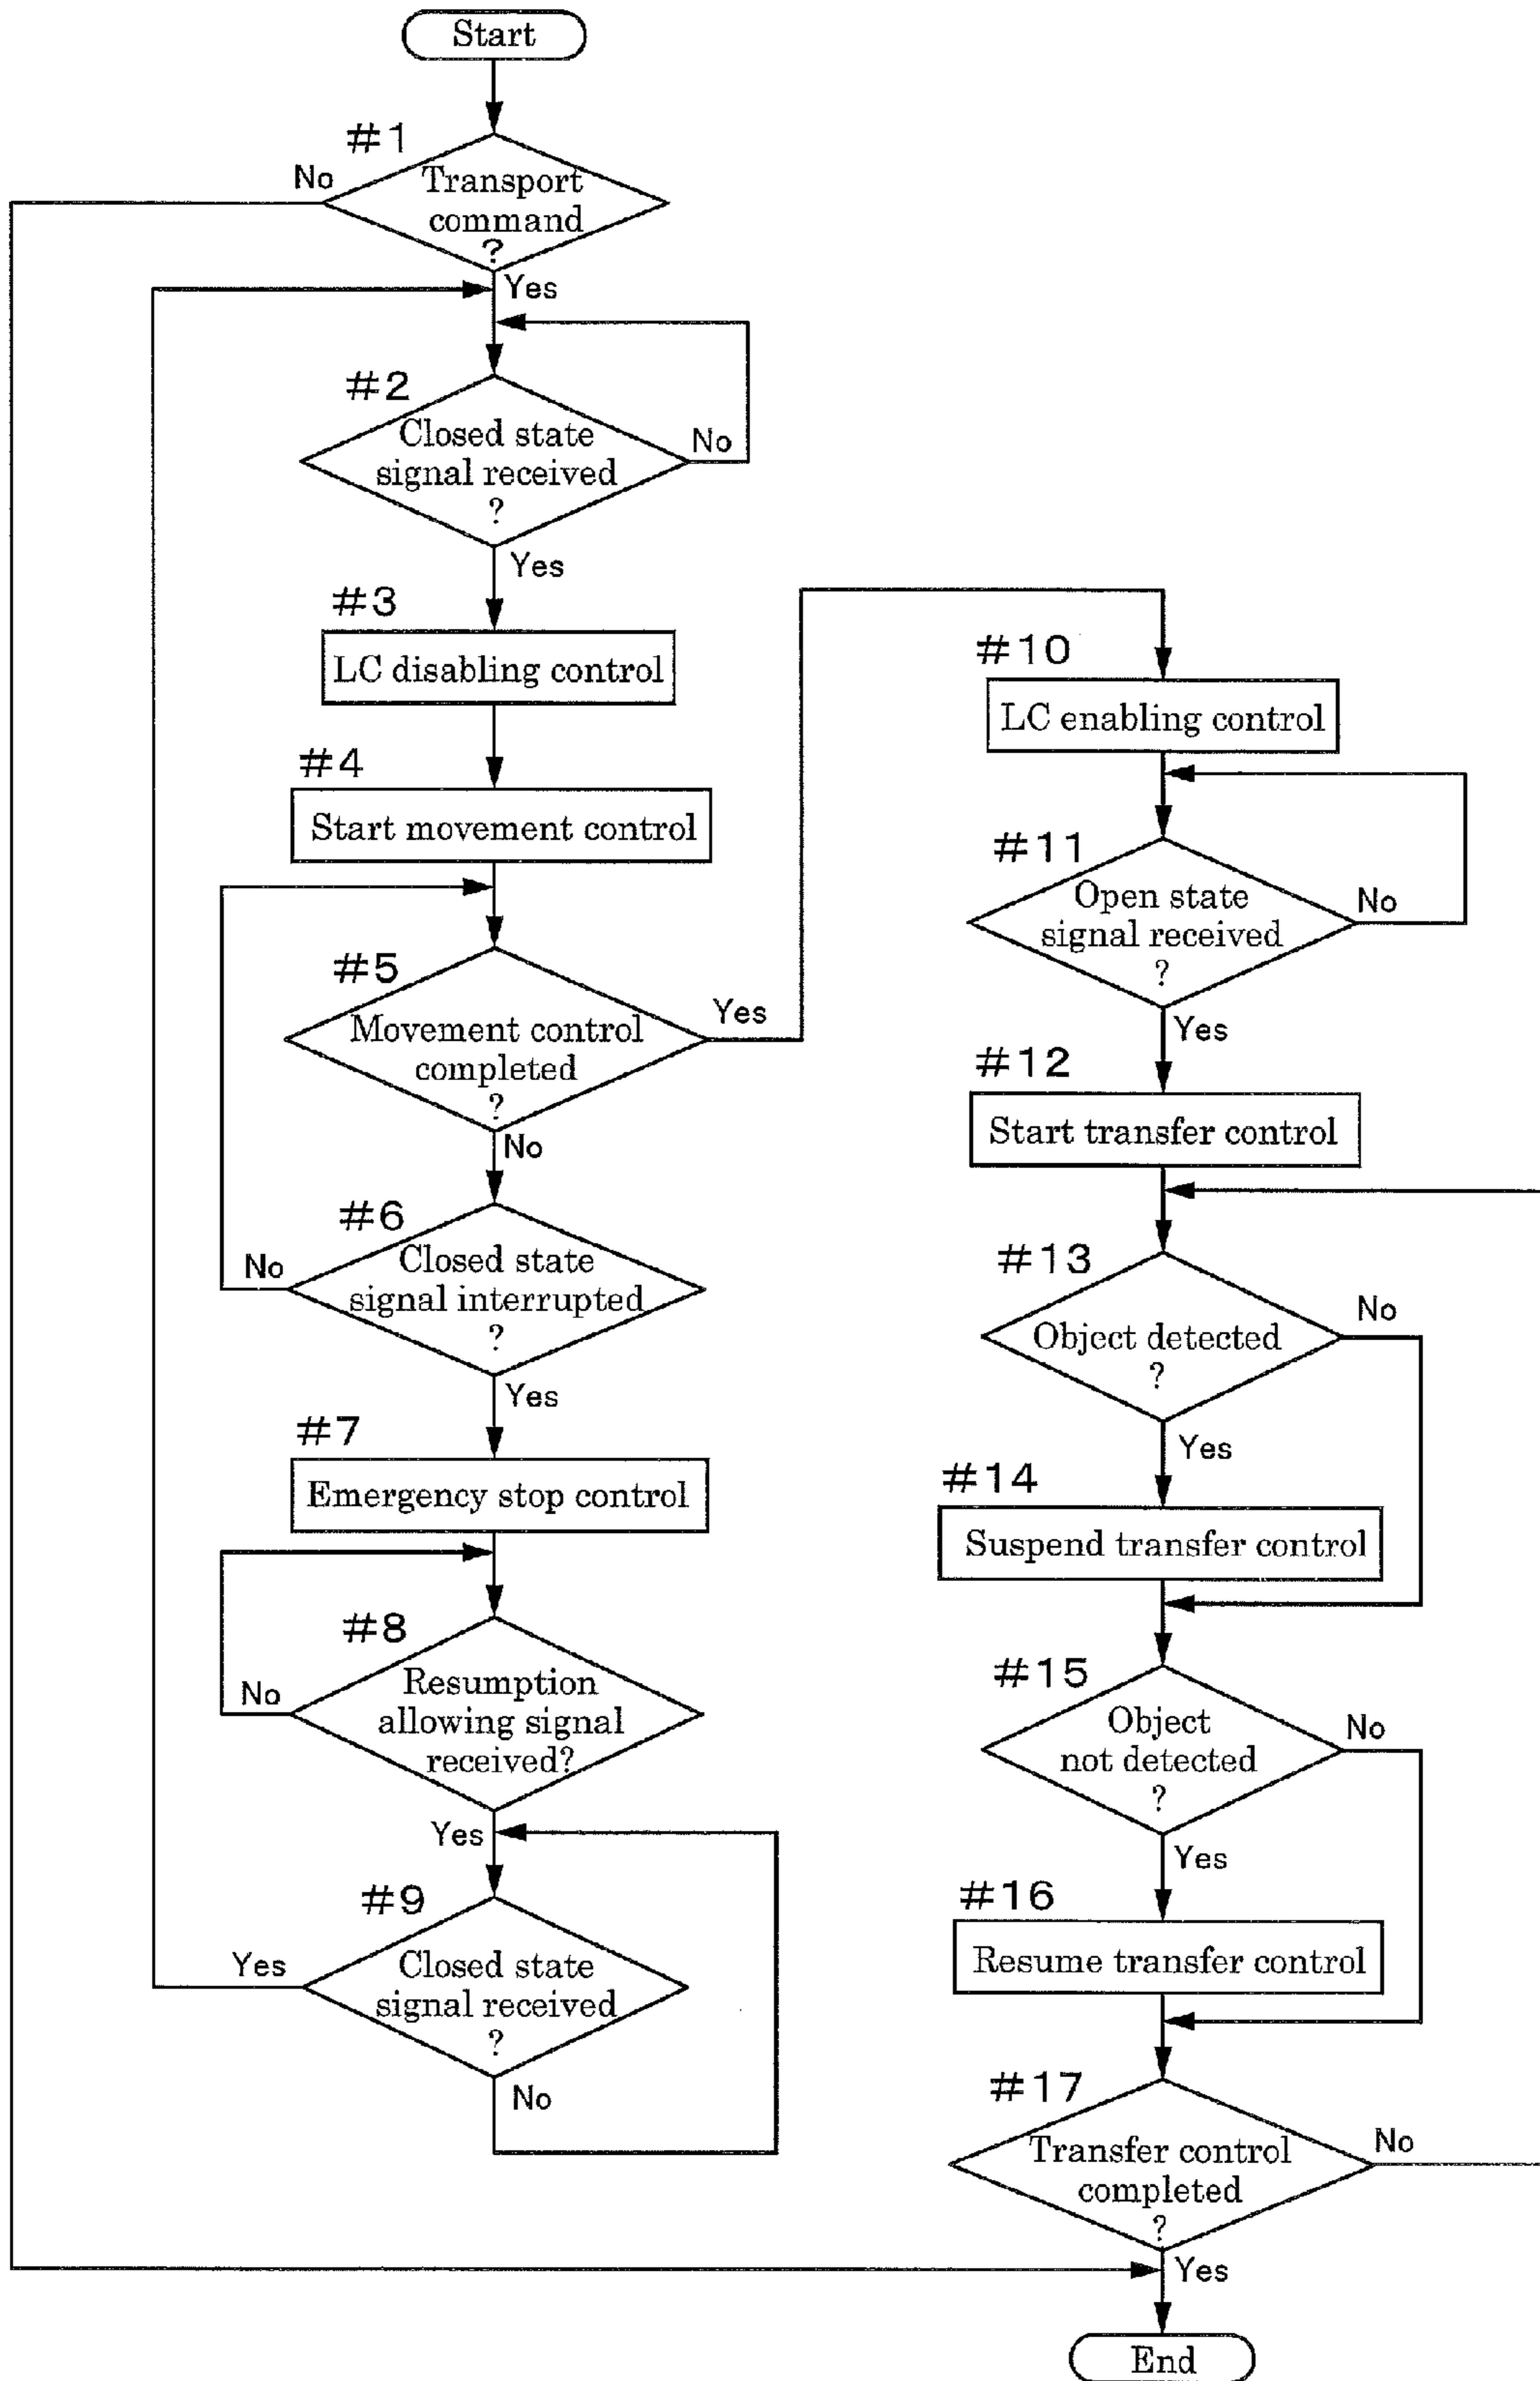 Start
#1
No
Transport
command
?
Yes
#2
Closed state
signal received
?
No
Yes
#3
LC disabling control
#4
Start movement control
#5
Movement control
completed
?
Yes
No
#6
Closed state
signal interrupted
?
No
Yes
#7
Emergency stop control
#8
Resumption
allowing signal
received?
No
Yes
#9
Closed state
signal received
?
Yes
No
#10
LC enabling control
#11
Open state
signal received
?
No
Yes
#12
Start transfer control
#13
Object detected
?
No
Yes
#14
Suspend transfer control
#15
Object
not detected
?
No
Yes
#16
Resume transfer control
#17
Transfer control
completed
?
No
Yes
End